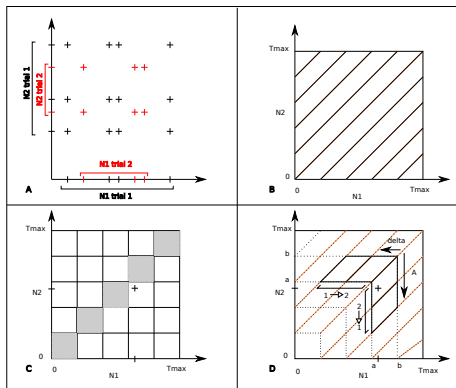 N2 trial 1
N2 trial 2
N1 trial 2
N1 trial 1
A
Tmax
N2
0
N1
Tmax
B
Tmax
N2
0
N1
Tmax
C
Tmax
delta
b
A
a
N2
1
2
2
1
0
a
b
N1
Tmax
D